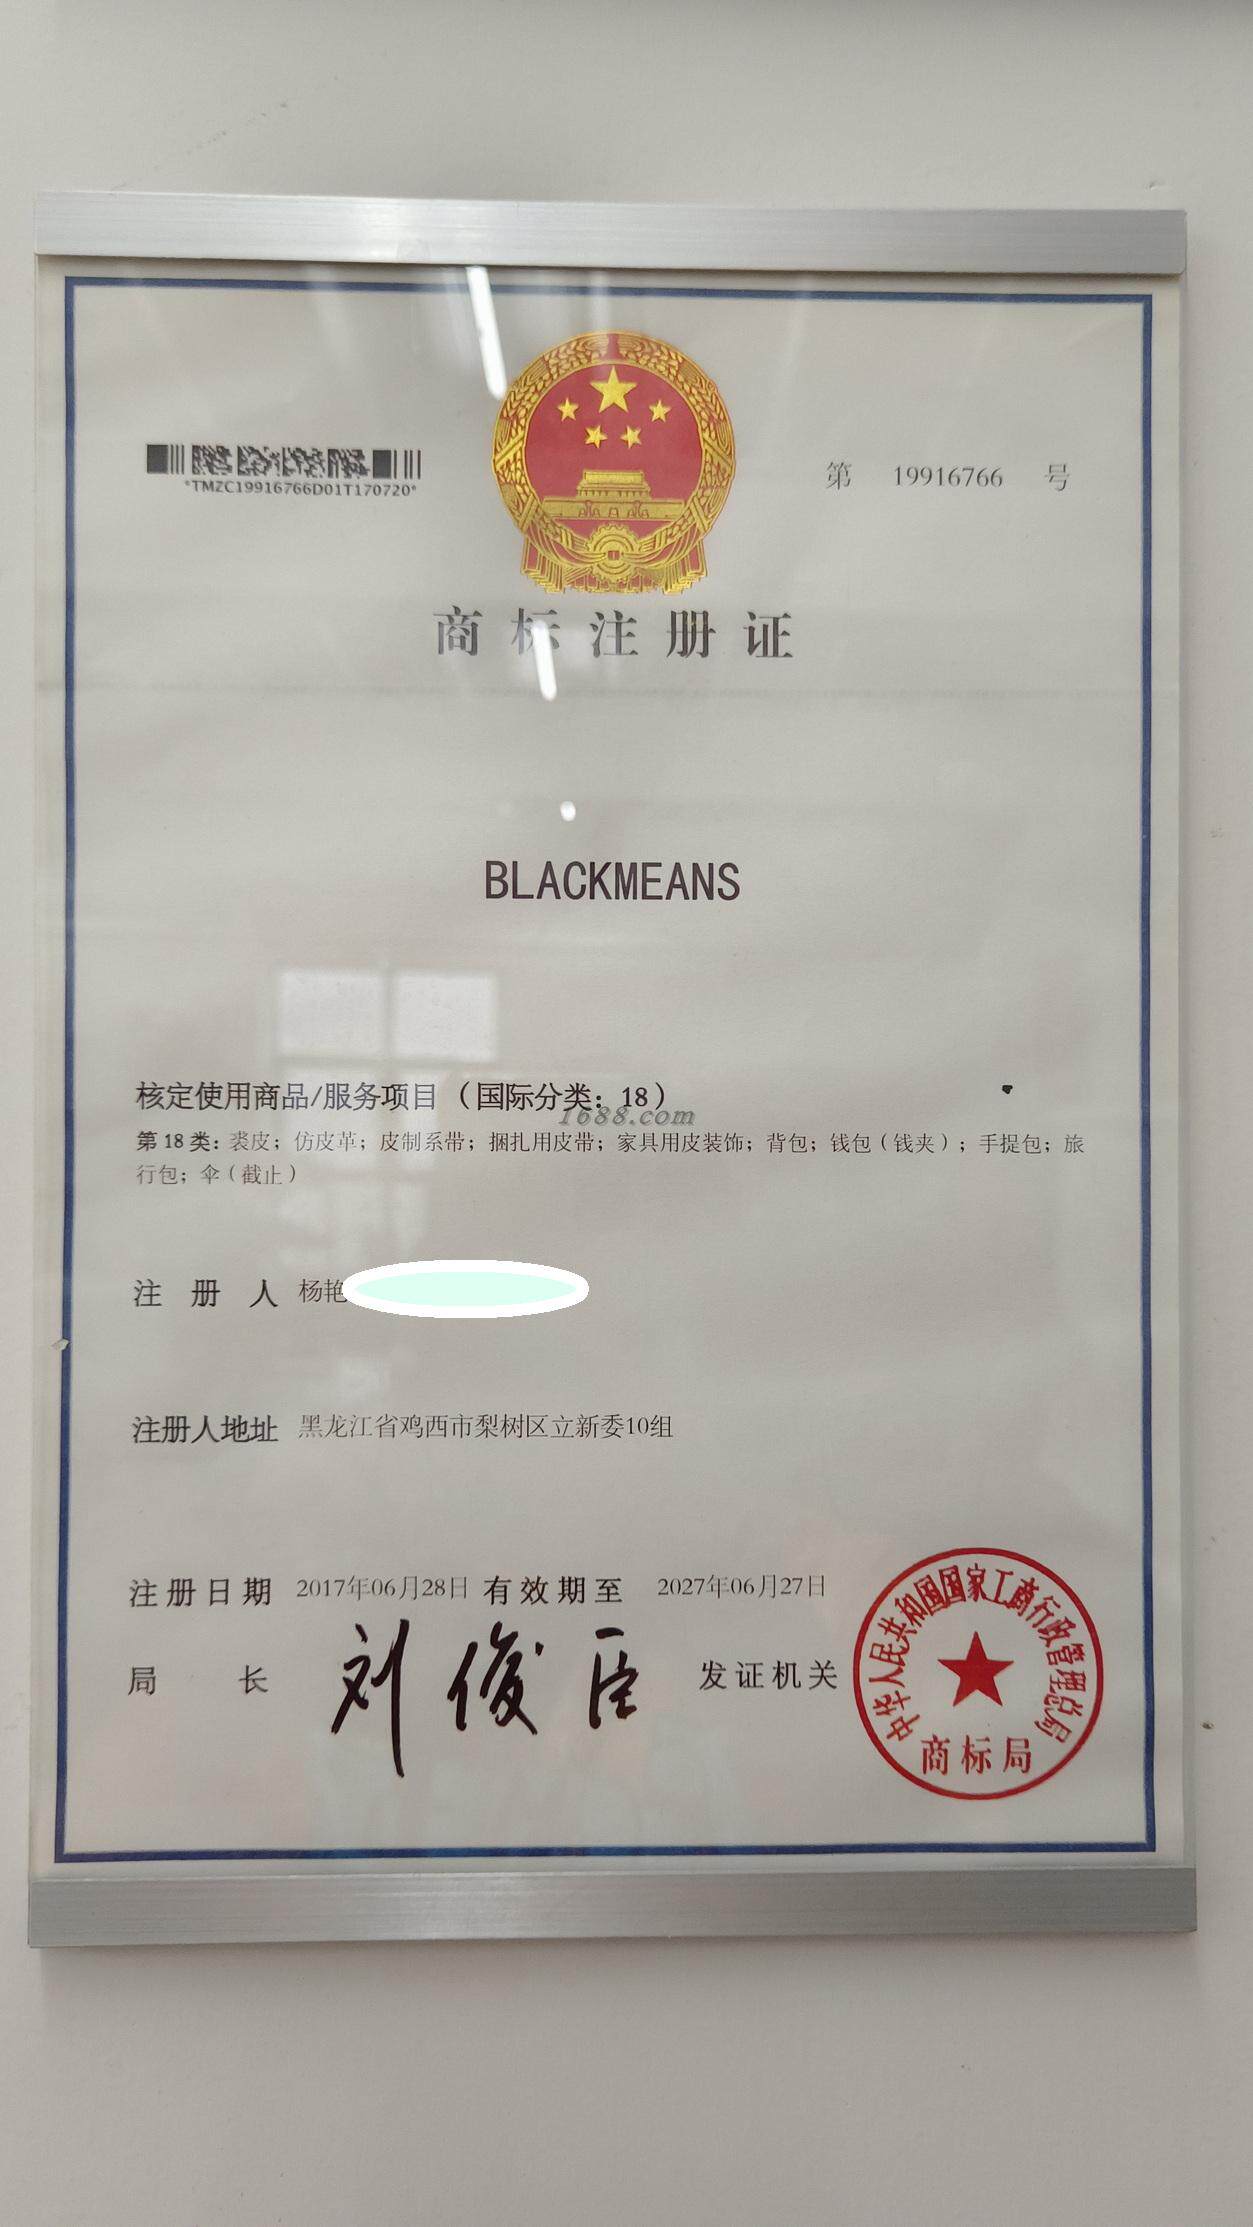 *TMZC19916766D01T170720*
第 19916766 号
商标注册证
BLACKMEANS
核定使用商品/服务项目（国际分类：18）
1688.com
第 18 类：裘皮；仿皮革；皮制系带；捆扎用皮带；家具用皮装饰；背包；钱包（钱夹）；手提包；旅
行包；伞（截止）
注册人 杨艳
注册人地址 黑龙江省鸡西市梨树区立新委10组
注册日期 2017年06月28日 有效期至 2027年06月27日
局长 刘俊臣 发证机关
中华人民共和国国家工商行政管理总局
商标局